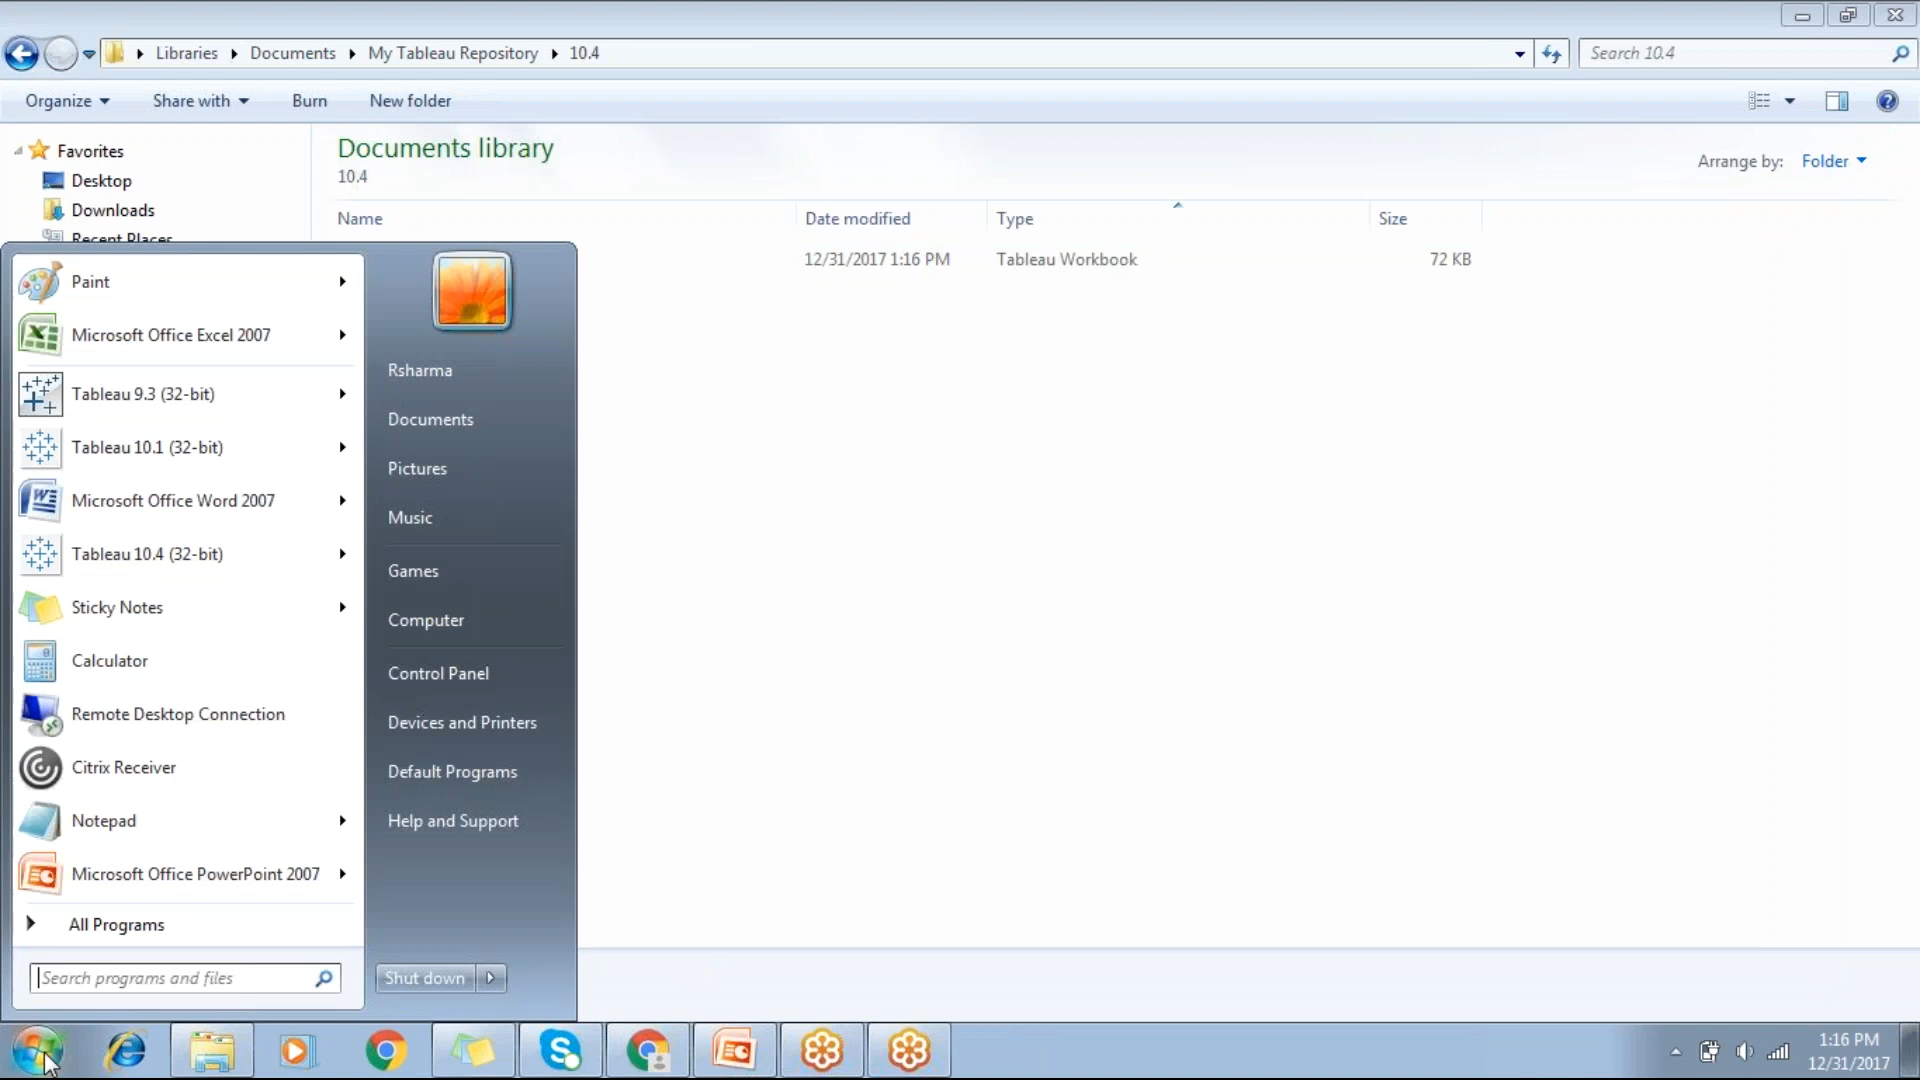 Libraries Documents My Tableau Repository 10.4
Search 10.4
Organize Share with Burn New folder
Favorites
Desktop
Downloads
Recent Places
Documents library
10.4
Arrange by: Folder
Name Date modified Type Size
12/31/2017 1:16 PM Tableau Workbook 72 KB
Paint
Microsoft Office Excel 2007
Tableau 9.3 (32-bit)
Tableau 10.1 (32-bit)
Microsoft Office Word 2007
Tableau 10.4 (32-bit)
Sticky Notes
Calculator
Remote Desktop Connection
Citrix Receiver
Notepad
Microsoft Office PowerPoint 2007
All Programs
Search programs and files
Rsharma
Documents
Pictures
Music
Games
Computer
Control Panel
Devices and Printers
Default Programs
Help and Support
Shut down
1:16 PM
12/31/2017